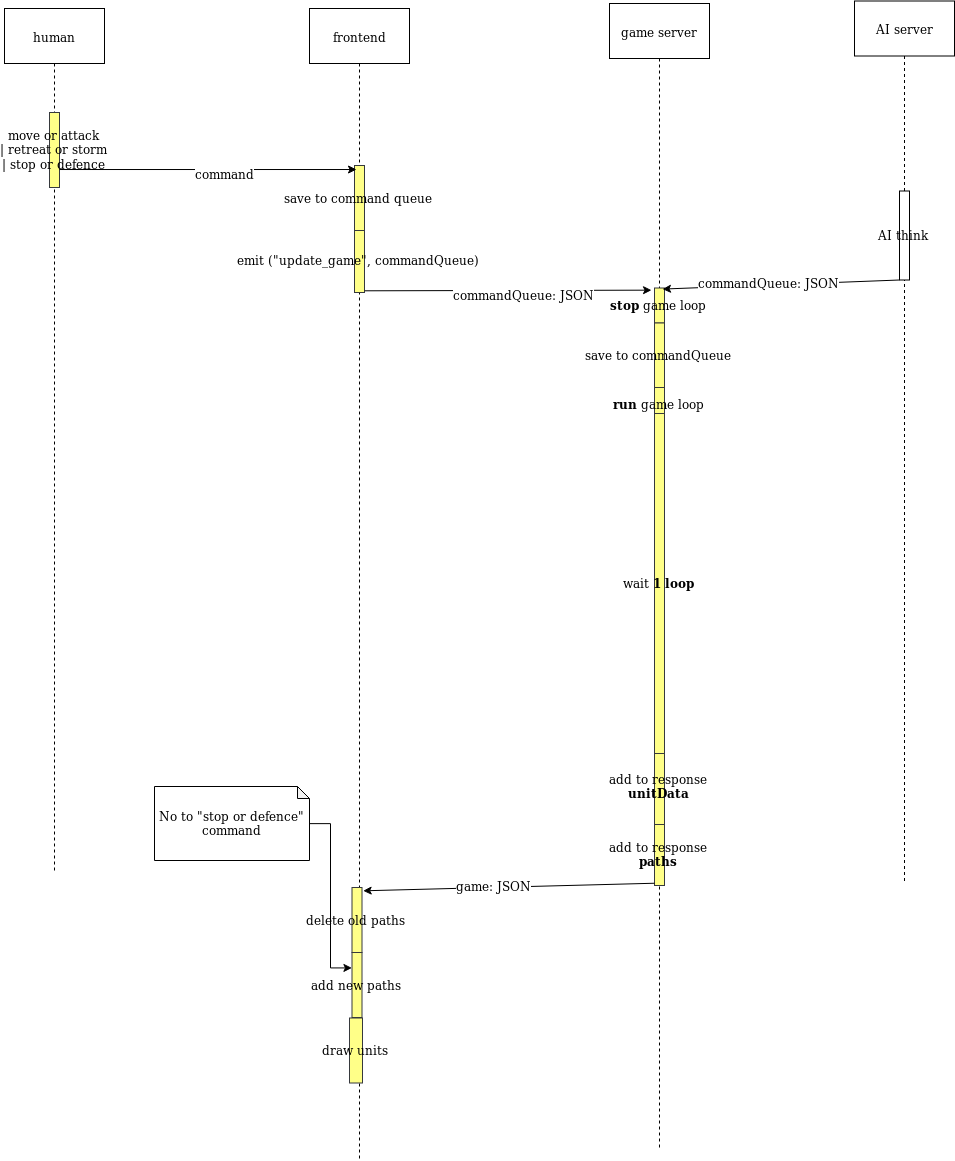 human
frontend
game server
AI server
move or attack
| retreat or storm
| stop or defence
command
save to command queue
AI think
emit ("update_game", commandQueue)
commandQueue: JSON
commandQueue: JSON
stop game loop
save to commandQueue
run game loop
wait 1 loop
add to response
unitData
No to "stop or defence"
command
add to response
paths
game: JSON
delete old paths
add new paths
draw units